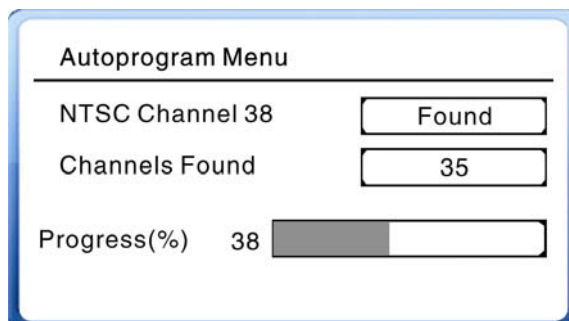 Autoprogram Menu
NTSC Channel 38 Found
Channels Found 35
Progress(%) 38